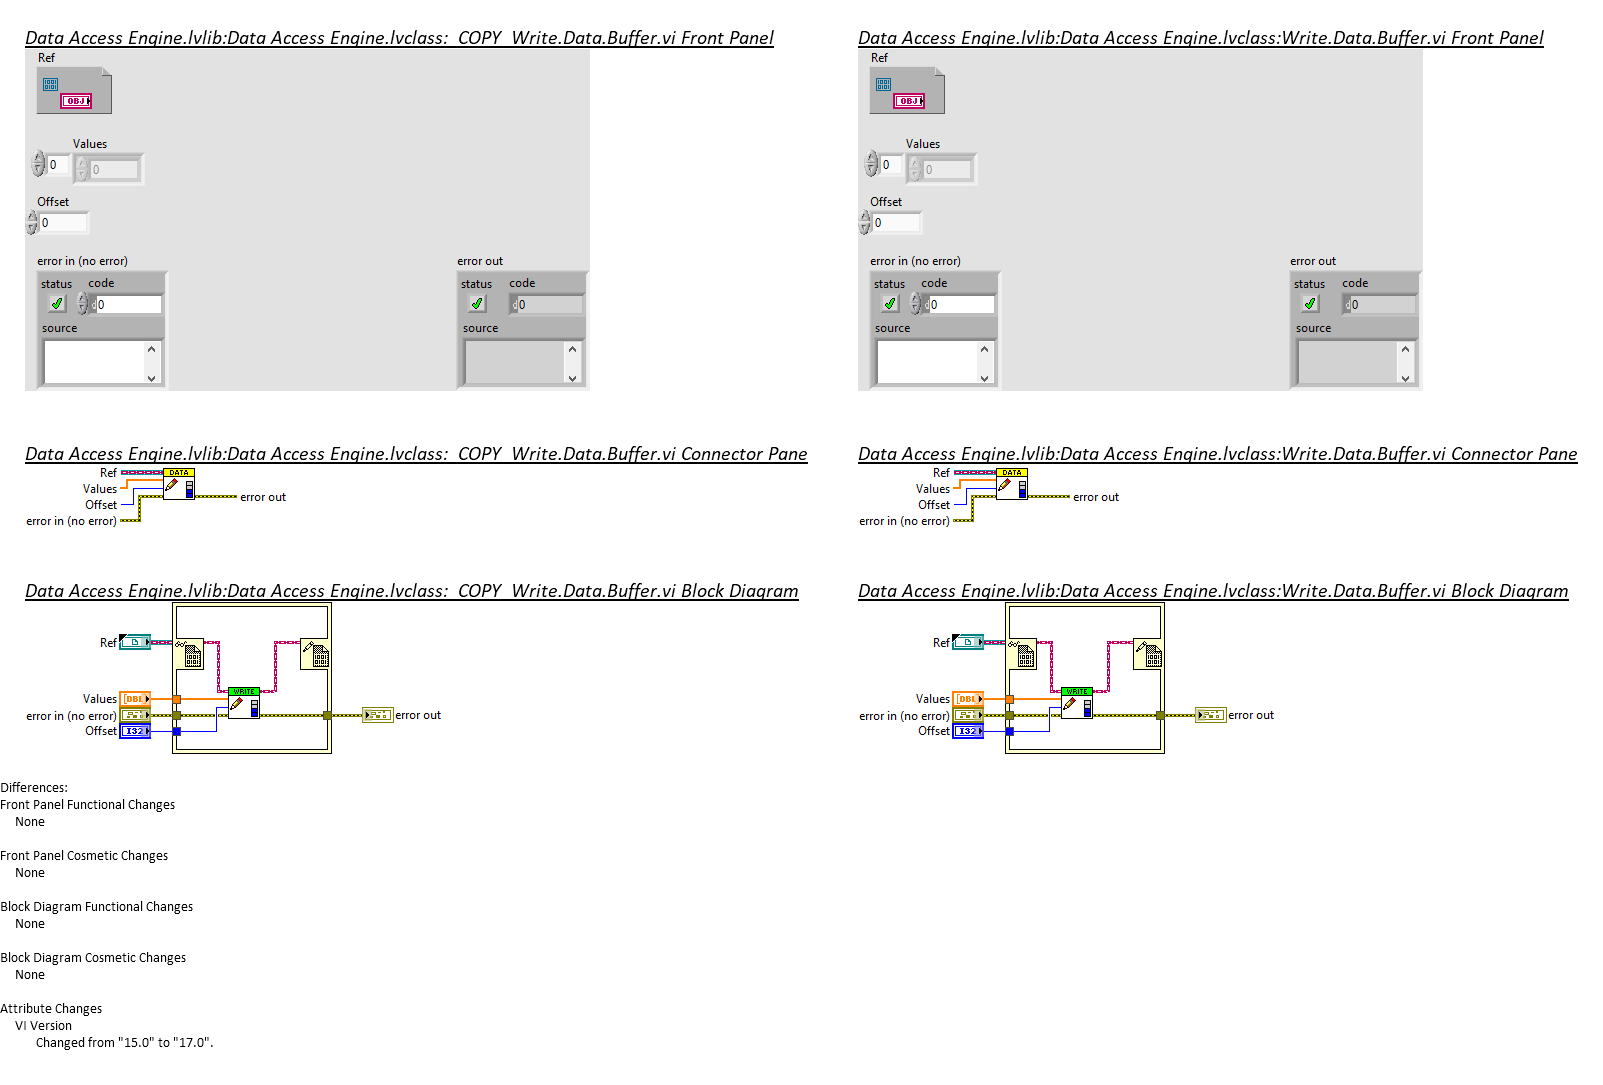 Data Access Engine.lvlib:Data Access Engine.lvclass:_COPY_Write.Data.Buffer.vi Front Panel
Ref
OBJ
Values
0
0
Offset
0
error in (no error)
status code
d0
source
error out
status code
d0
source
Data Access Engine.lvlib:Data Access Engine.lvclass:Write.Data.Buffer.vi Front Panel
Ref
OBJ
Values
0
0
Offset
0
error in (no error)
status code
d0
source
error out
status code
d0
source
Data Access Engine.lvlib:Data Access Engine.lvclass:_COPY_Write.Data.Buffer.vi Connector Pane
Ref
DATA
Values
Offset
error in (no error)
error out
Data Access Engine.lvlib:Data Access Engine.lvclass:Write.Data.Buffer.vi Connector Pane
Ref
DATA
Values
Offset
error in (no error)
error out
Data Access Engine.lvlib:Data Access Engine.lvclass:_COPY_Write.Data.Buffer.vi Block Diagram
Ref
WRITE
Values
DBL
error in (no error)
error out
Offset
I32
Data Access Engine.lvlib:Data Access Engine.lvclass:Write.Data.Buffer.vi Block Diagram
Ref
WRITE
Values
DBL
error in (no error)
error out
Offset
I32
Differences:
Front Panel Functional Changes
None
Front Panel Cosmetic Changes
None
Block Diagram Functional Changes
None
Block Diagram Cosmetic Changes
None
Attribute Changes
VI Version
Changed from "15.0" to "17.0".